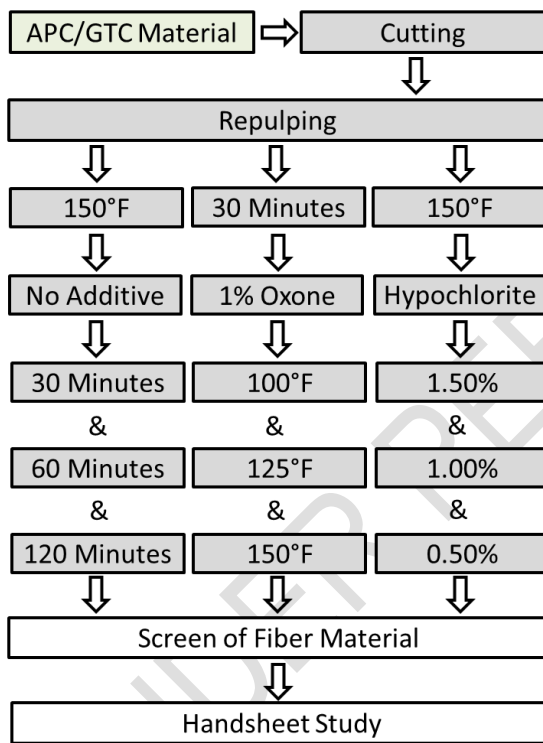 APC/GTC Material
Cutting
Repulping
150°F
30 Minutes
150°F
No Additive
1% Oxone
Hypochlorite
30 Minutes
100°F
1.50%
&
&
&
60 Minutes
125°F
1.00%
&
&
&
120 Minutes
150°F
0.50%
Screen of Fiber Material
Handsheet Study